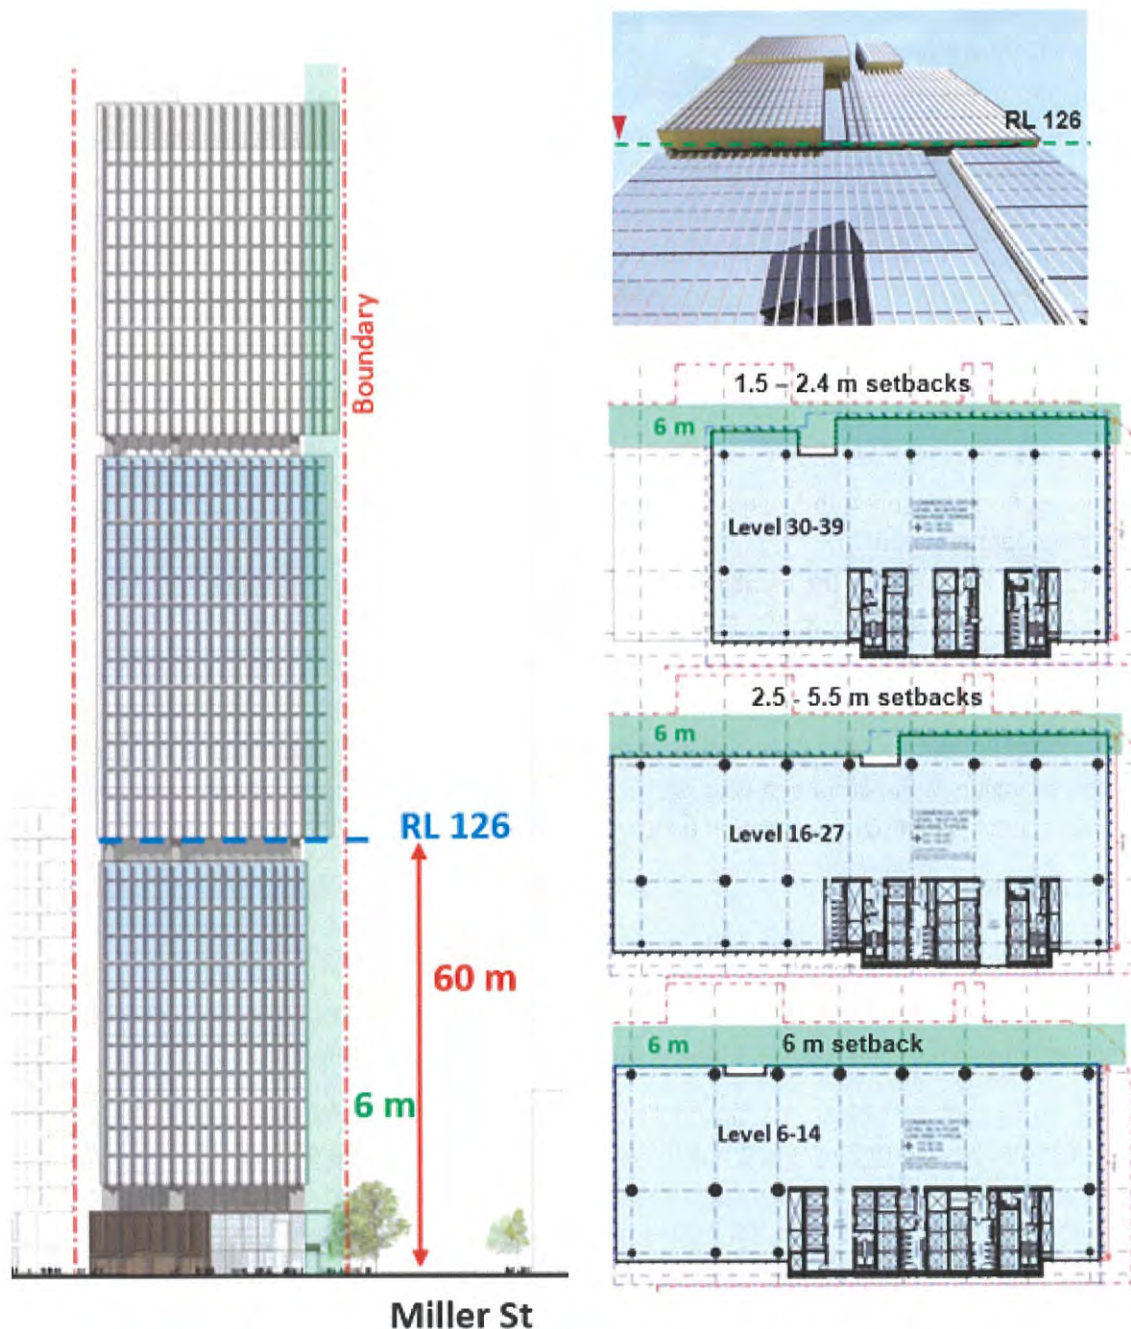 Boundary
RL 126
60 m
6 m
Miller St
RL 126
1.5 – 2.4 m setbacks
6 m
Level 30-39
2.5 - 5.5 m setbacks
6 m
Level 16-27
6 m
6 m setback
Level 6-14